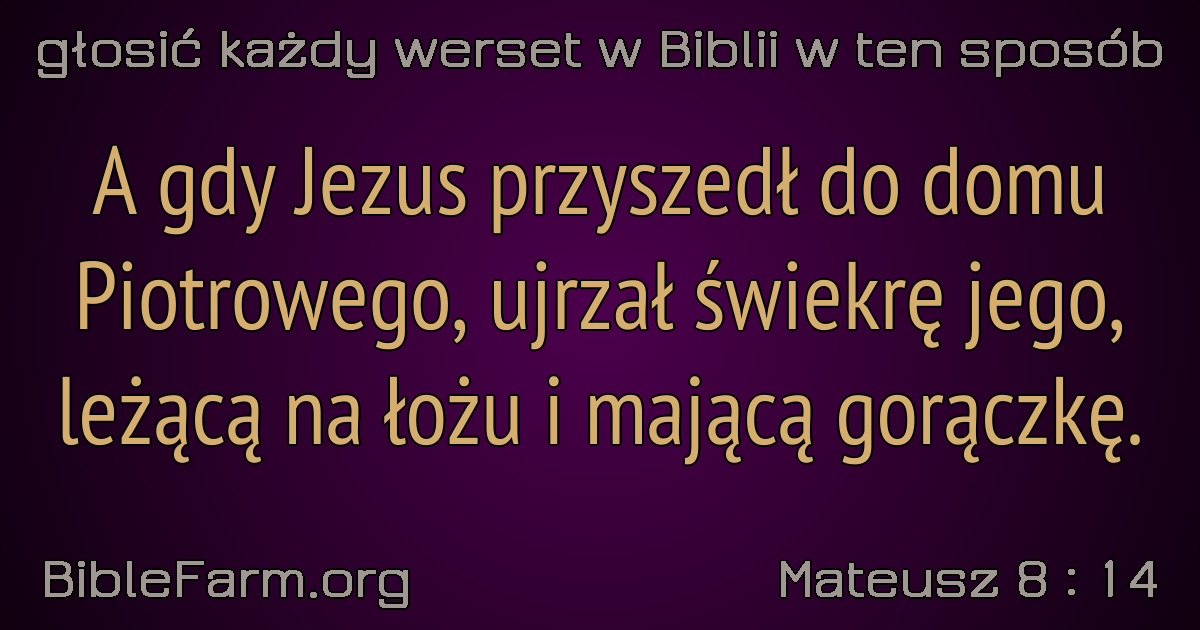 głosić każdy werset w Biblii w ten sposób
A gdy Jezus przyszedł do domu
Piotrowego, ujrzał świekrę jego,
leżącą na łożu i mającą gorączkę.
BibleFarm.org
Mateusz 8 : 14